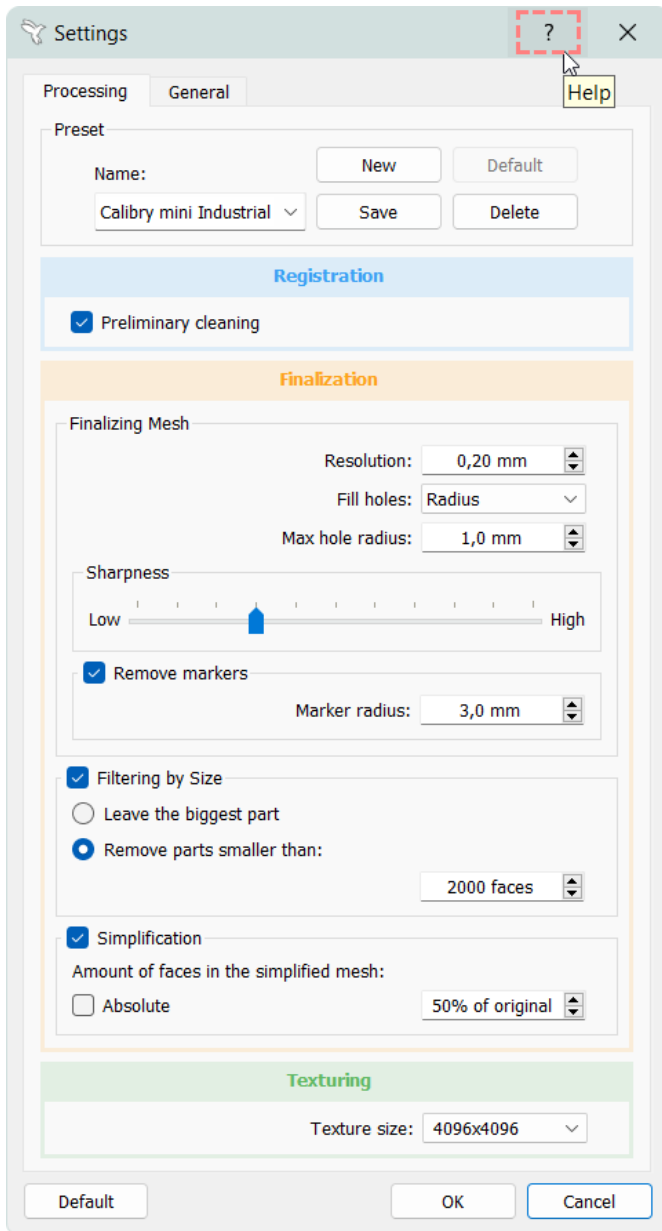 Settings ?
Help
Processing General
Preset
Name: New Default
Calibry mini Industrial Save Delete
Registration
Preliminary cleaning
Finalization
Finalizing Mesh
Resolution: 0,20 mm
Fill holes: Radius
Max hole radius: 1,0 mm
Sharpness
Low High
Remove markers
Marker radius: 3,0 mm
Filtering by Size
Leave the biggest part
Remove parts smaller than:
2000 faces
Simplification
Amount of faces in the simplified mesh:
Absolute 50% of original
Texturing
Texture size: 4096x4096
Default OK Cancel